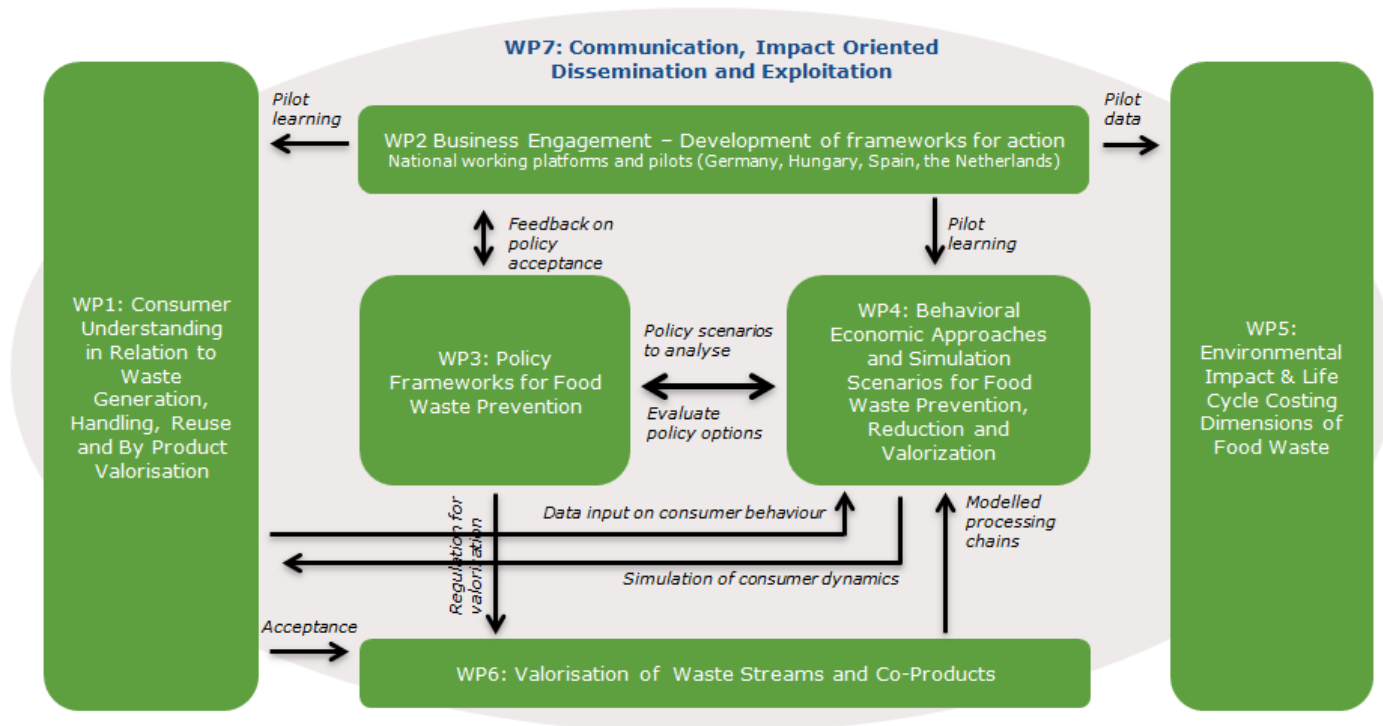 WP7: Communication, Impact Oriented
Dissemination and Exploitation
Pilot
learning
Pilot
data
WP2 Business Engagement – Development of frameworks for action
National working platforms and pilots (Germany, Hungary, Spain, the Netherlands)
Feedback on
policy
acceptance
Pilot
learning
WP1: Consumer
Understanding
in Relation to
Waste
Generation,
Handling, Reuse
and By Product
Valorisation
WP3: Policy
Frameworks for Food
Waste Prevention
Policy scenarios
to analyse
Evaluate
policy options
WP4: Behavioral
Economic Approaches
and Simulation
Scenarios for Food
Waste Prevention,
Reduction and
Valorization
WP5:
Environmental
Impact & Life
Cycle Costing
Dimensions of
Food Waste
Regulation for
valorisation
Data input on consumer behaviour
Modelled
processing
chains
Simulation of consumer dynamics
Acceptance
WP6: Valorisation of Waste Streams and Co-Products